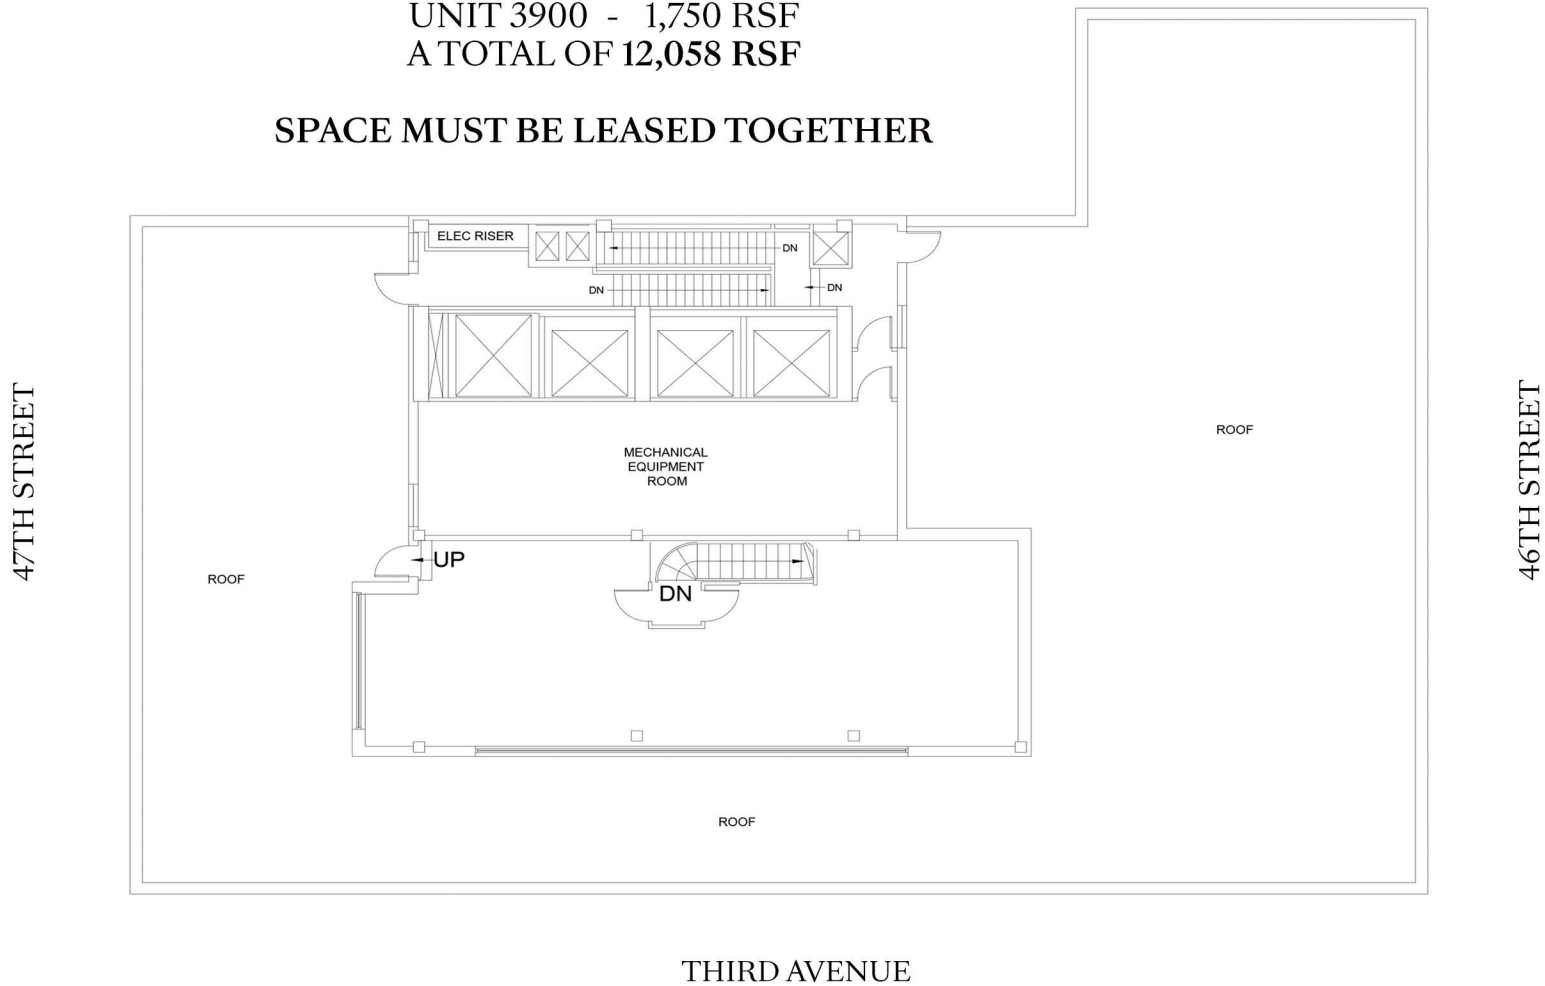 UNIT 3900 - 1,750 RSF
A TOTAL OF 12,058 RSF
SPACE MUST BE LEASED TOGETHER
ELEC RISER
DN
DN
DN
47TH STREET
46TH STREET
ROOF
MECHANICAL
EQUIPMENT
ROOM
UP
ROOF
DN
ROOF
THIRD AVENUE